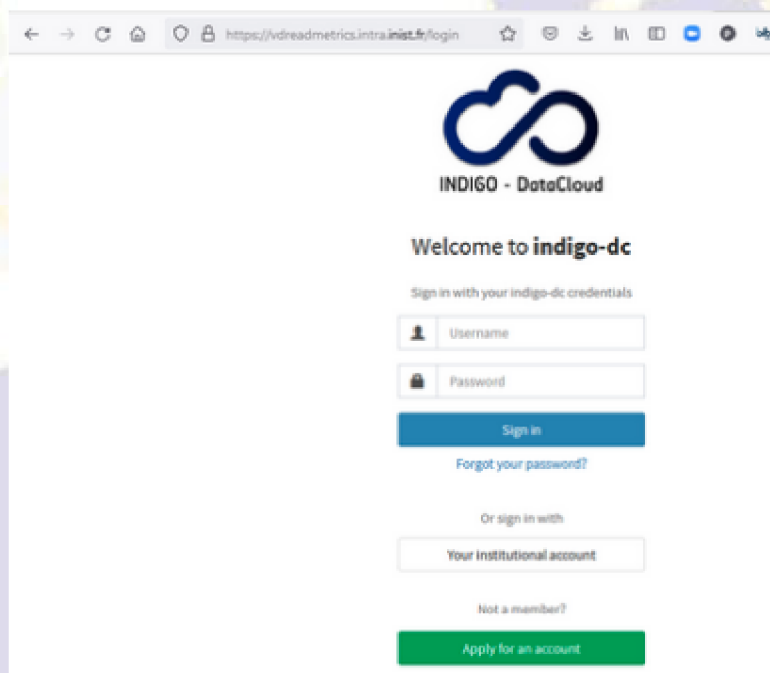 https://vdreadmetrics.intra.inist.fr/login
INDIGO - DataCloud
Welcome to indigo-dc
Sign in with your indigo-dc credentials
Username
Password
Sign in
Forgot your password?
Or sign in with
Your institutional account
Not a member?
Apply for an account